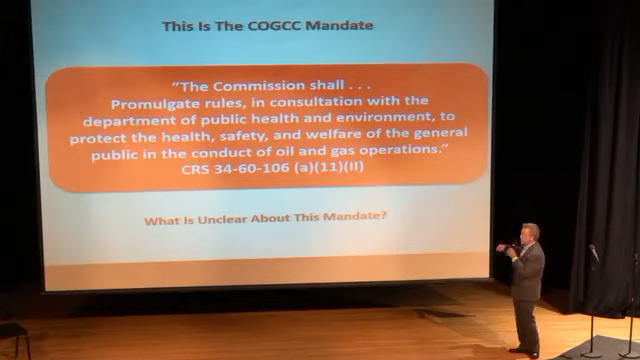 This Is The COGCC Mandate
“The Commission shall . . .
Promulgate rules, in consultation with the
department of public health and environment, to
protect the health, safety, and welfare of the general
public in the conduct of oil and gas operations.”
CRS 34-60-106 (a)(11)(II)
What Is Unclear About This Mandate?